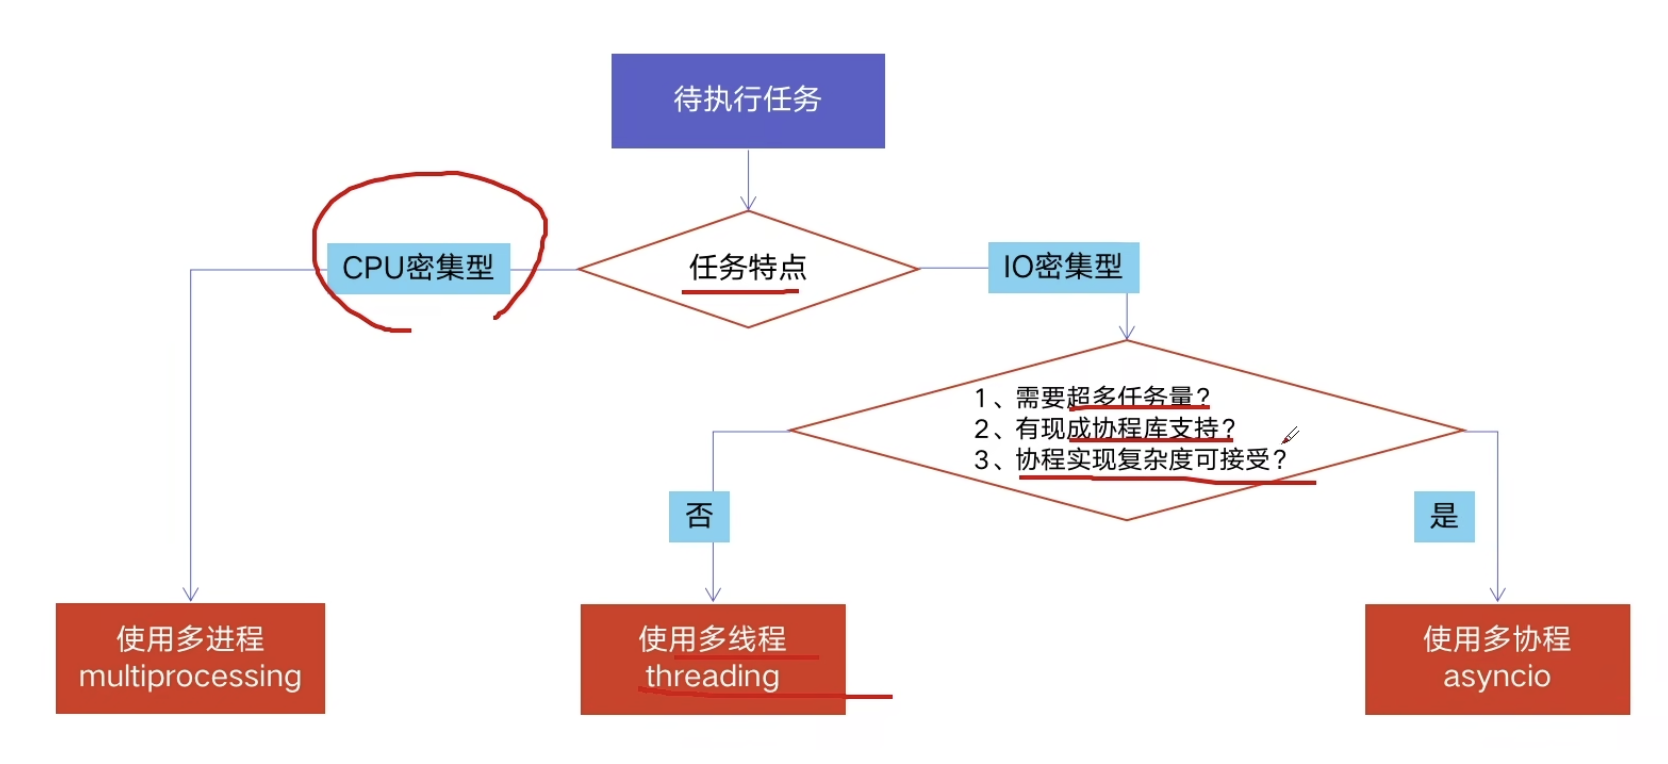 待执行任务
CPU密集型
任务特点
IO密集型
1、需要超多任务量?
2、有现成协程库支持?
3、协程实现复杂度可接受?
否
是
使用多进程
multiprocessing
使用多线程
threading
使用多协程
asyncio